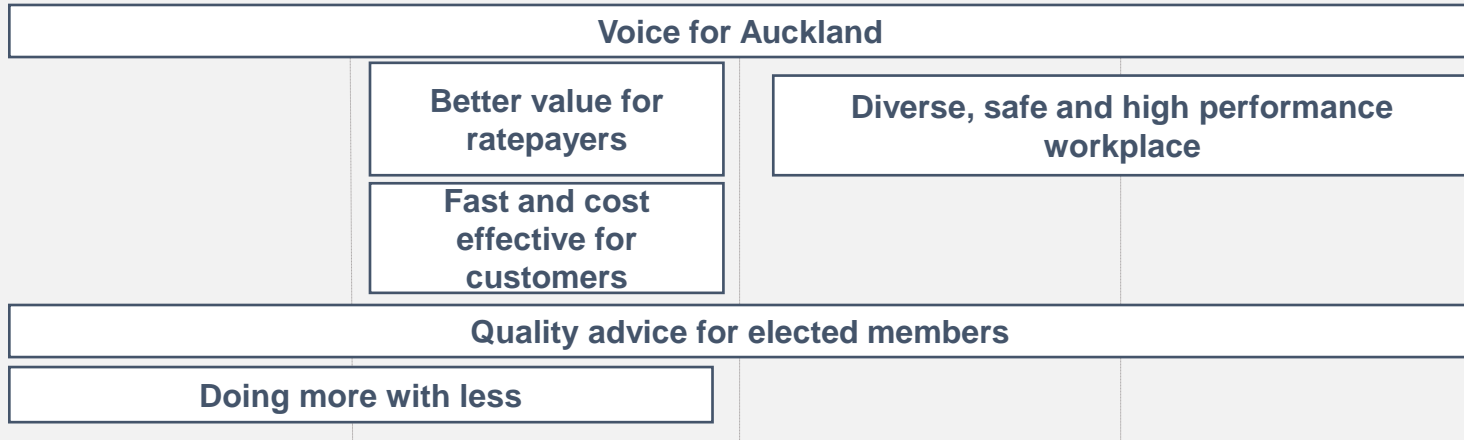 Voice for Auckland
Better value for
ratepayers
Diverse, safe and high performance
workplace
Fast and cost
effective for
customers
Quality advice for elected members
Doing more with less